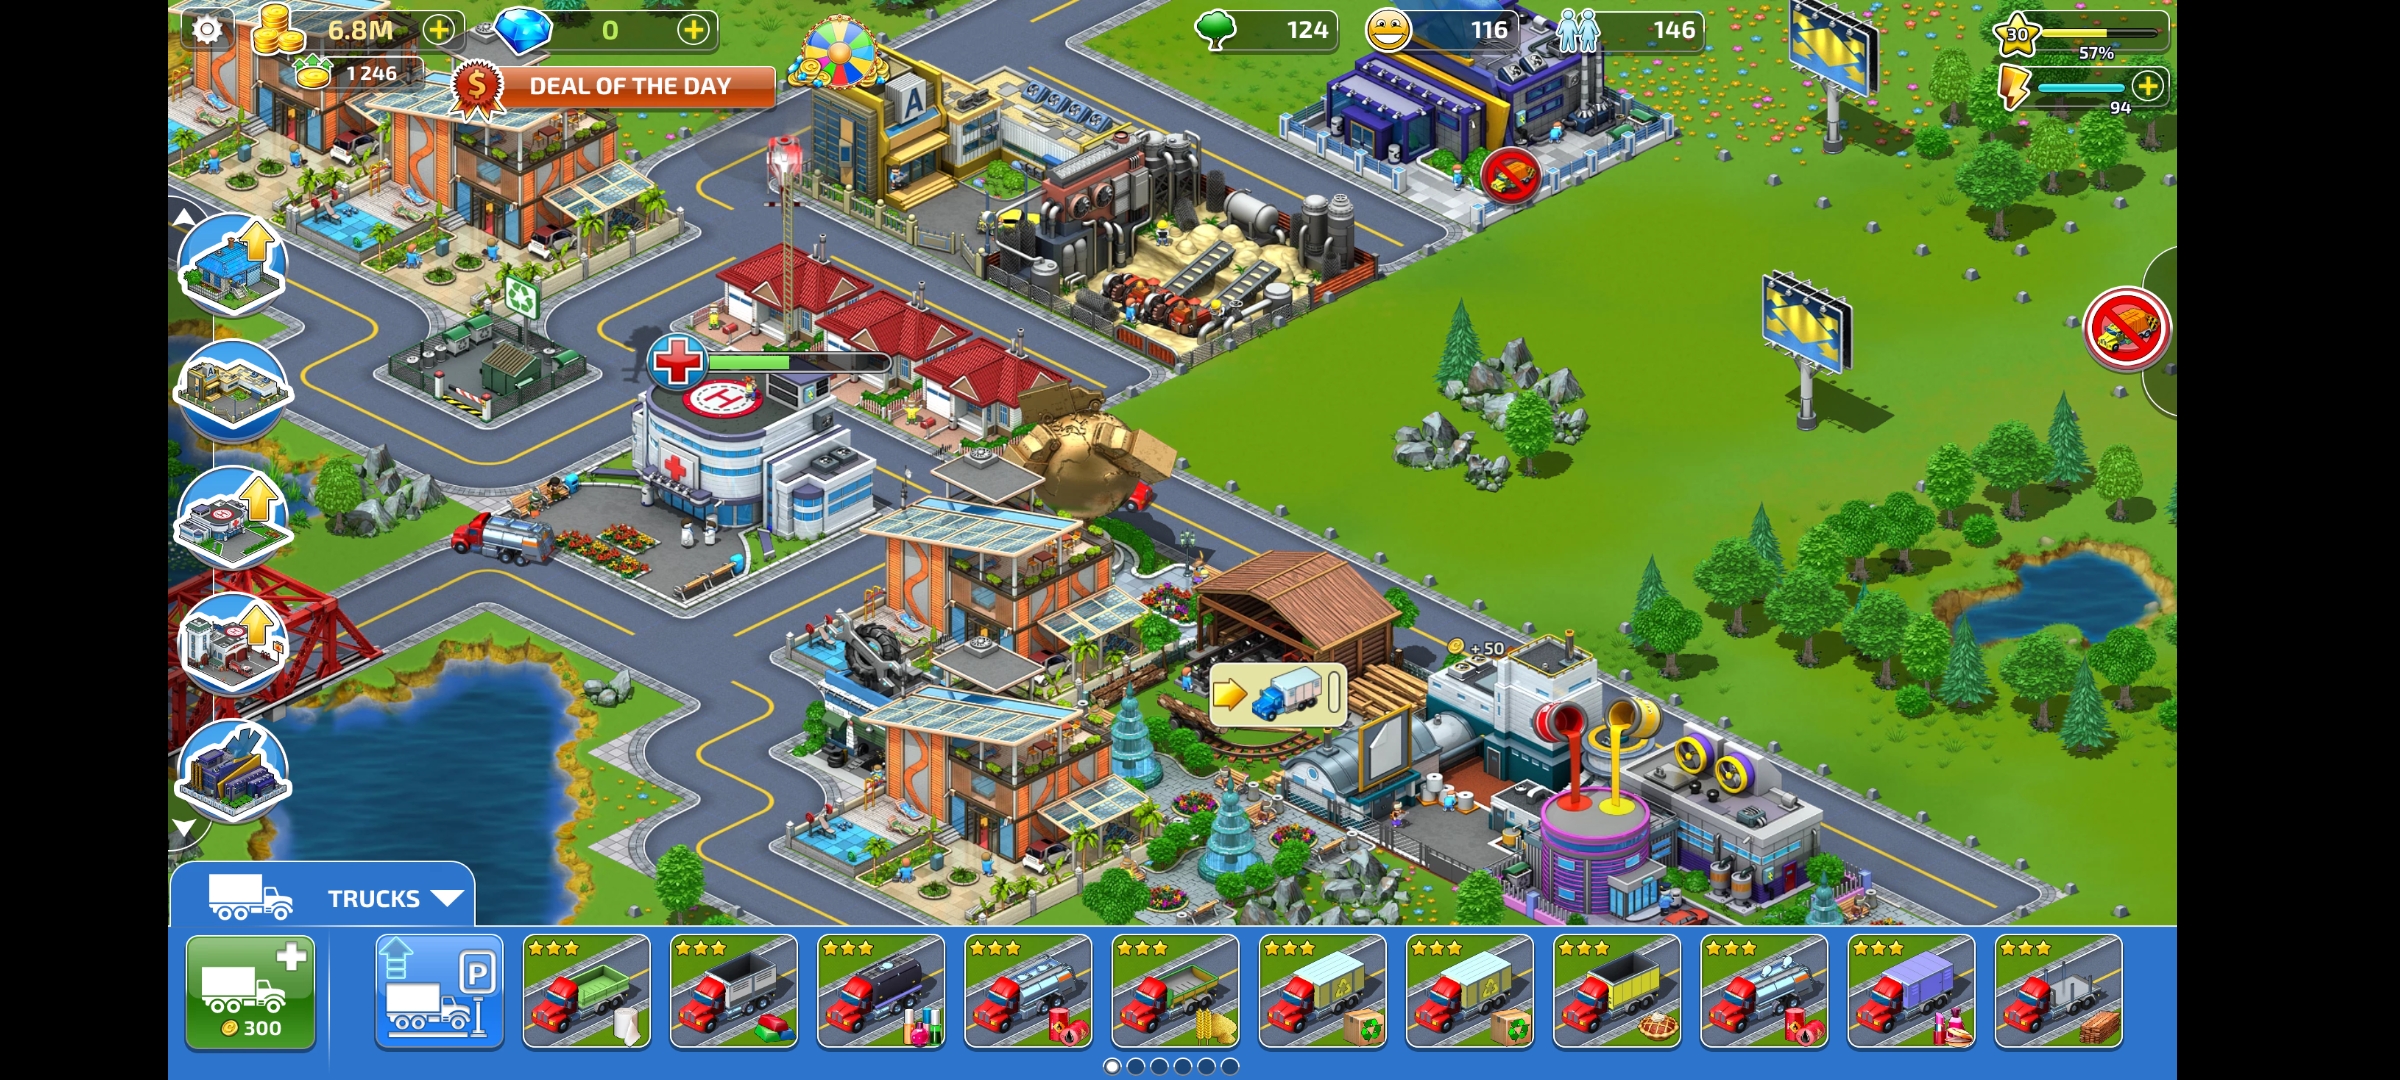 6.8M
0
124
116
146
30
57%
1 246
DEAL OF THE DAY
94
A
H
+50
TRUCKS
P
300